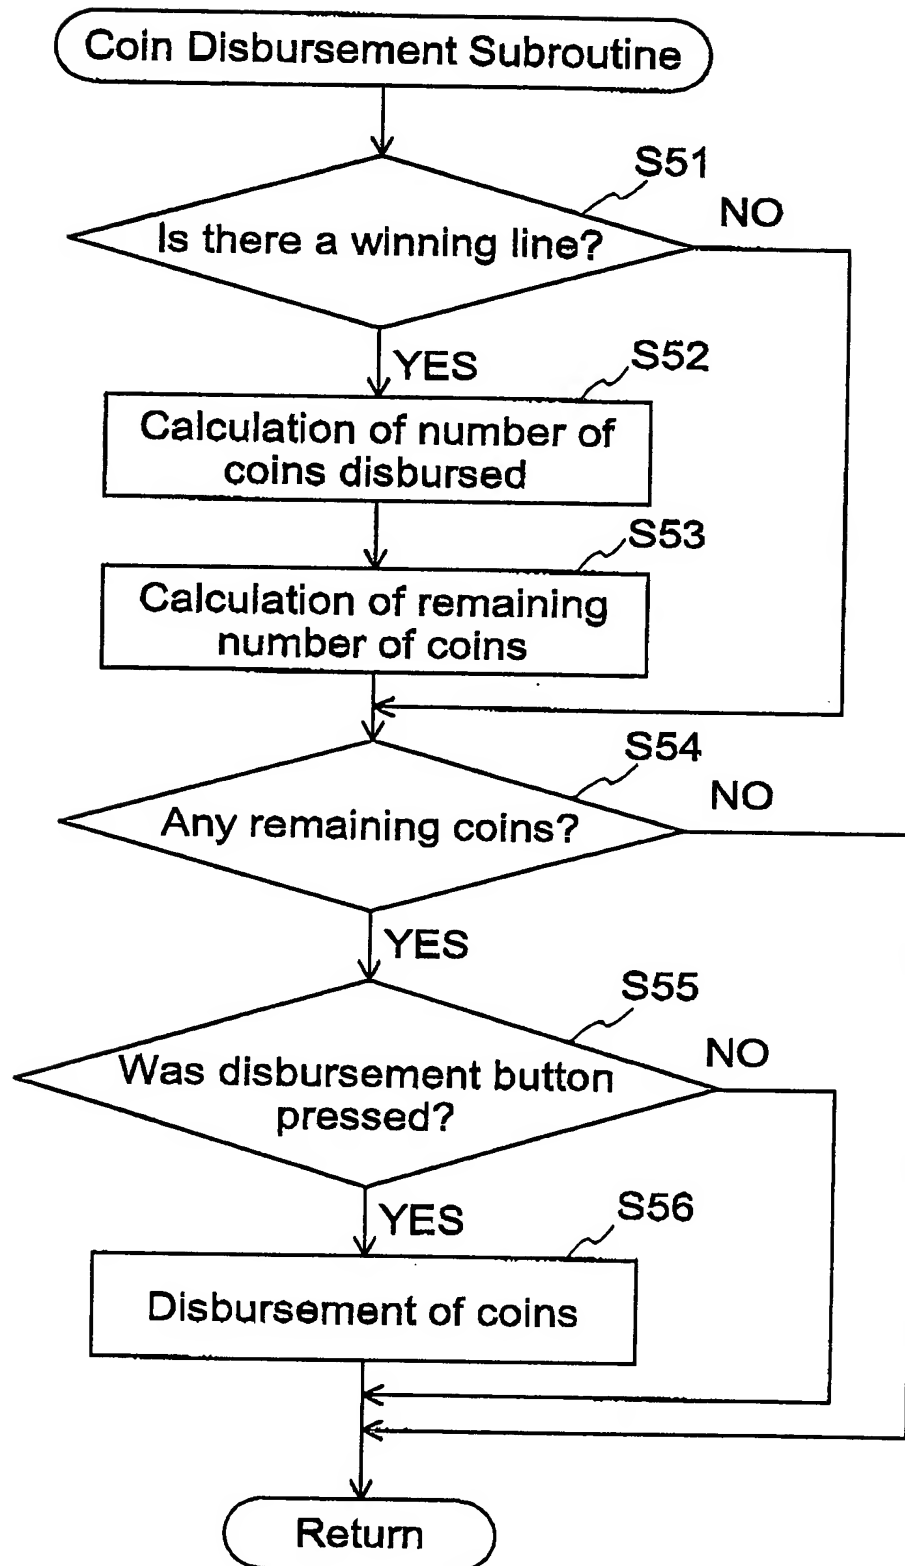 Coin Disbursement Subroutine
S51
Is there a winning line?
NO
YES
S52
Calculation of number of
coins disbursed
S53
Calculation of remaining
number of coins
S54
Any remaining coins?
NO
YES
S55
Was disbursement button
pressed?
NO
YES
S56
Disbursement of coins
Return